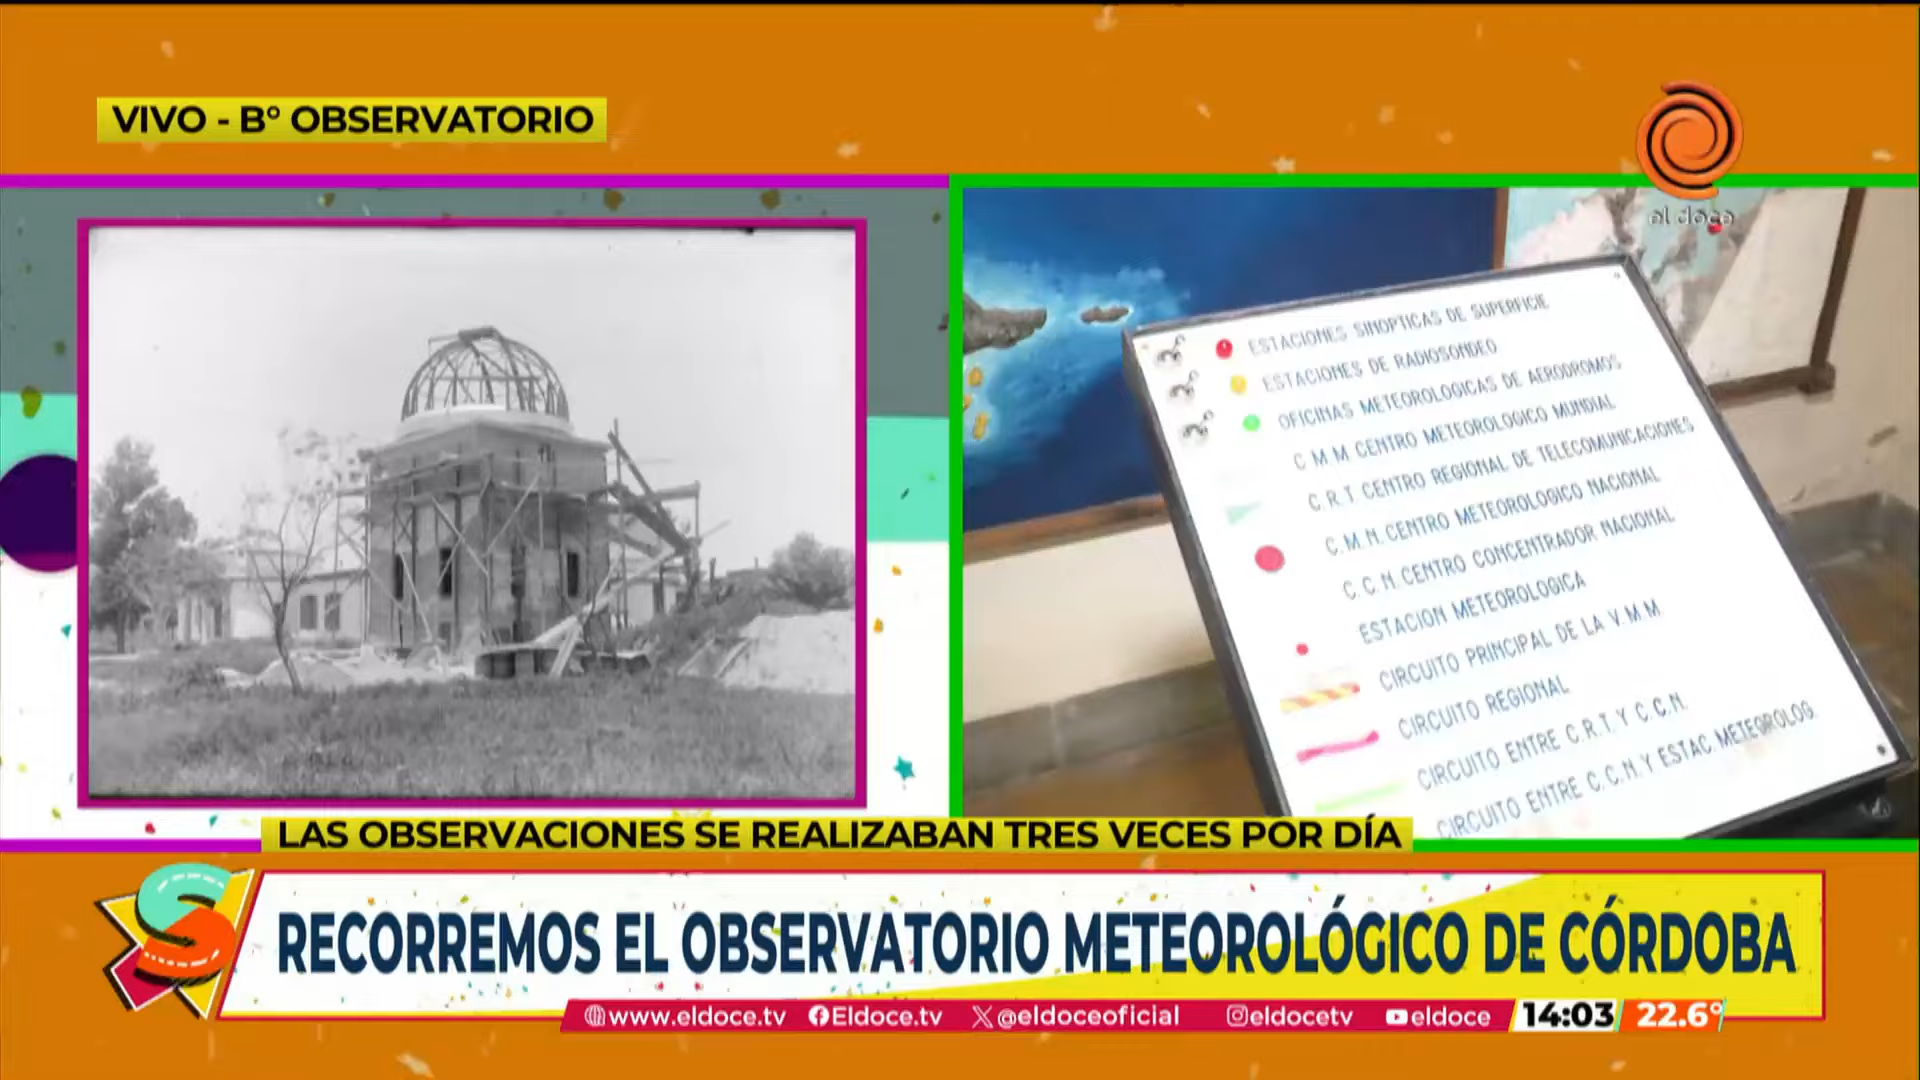 VIVO - Bº OBSERVATORIO
el doce
ESTACIONES SINOPTICAS DE SUPERFICIE
ESTACIONES DE RADIOSONDEO
OFICINAS METEOROLOGICAS DE AERODROMOS
C M M CENTRO METEOROLOGICO MUNDIAL
C.R.T. CENTRO REGIONAL DE TELECOMUNICACIONES
C.M.N. CENTRO METEOROLOGICO NACIONAL
C.C.N CENTRO CONCENTRADOR NACIONAL
ESTACION METEOROLOGICA
CIRCUITO PRINCIPAL DE LA V.M.M.
CIRCUITO REGIONAL
CIRCUITO ENTRE C.R.T. Y C.C.N.
CIRCUITO ENTRE C.C.N. Y ESTAC. METEOROLOG.
LAS OBSERVACIONES SE REALIZABAN TRES VECES POR DÍA
RECORREMOS EL OBSERVATORIO METEOROLÓGICO DE CÓRDOBA
www.eldoce.tv Eldoce.tv @eldoceoficial eldocetv eldoce 14:03 22.6°